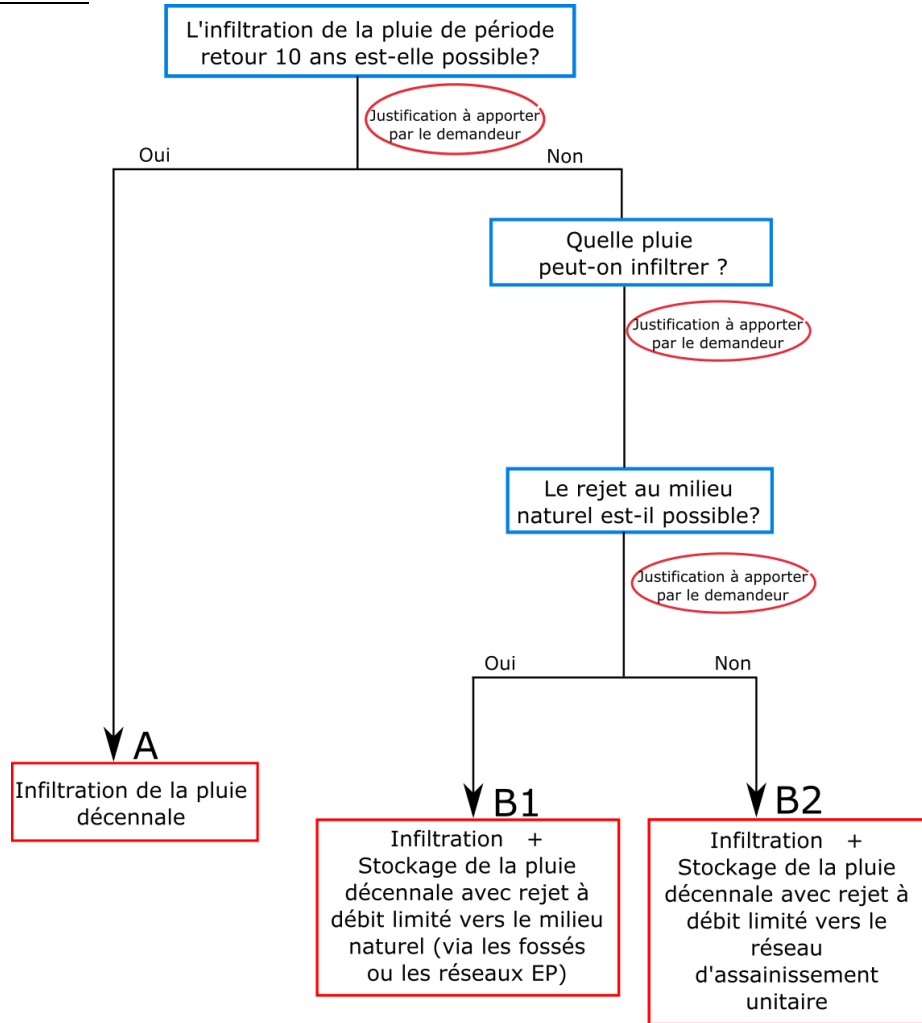 L'infiltration de la pluie de période
retour 10 ans est-elle possible?
Justification à apporter
par le demandeur
Oui
Non
Quelle pluie
peut-on infiltrer ?
Justification à apporter
par le demandeur
Le rejet au milieu
naturel est-il possible?
Justification à apporter
par le demandeur
Oui
Non
A
Infiltration de la pluie
décennale
B1
Infiltration +
Stockage de la pluie
décennale avec rejet à
débit limité vers le milieu
naturel (via les fossés
ou les réseaux EP)
B2
Infiltration +
Stockage de la pluie
décennale avec rejet à
débit limité vers le
réseau
d'assainissement
unitaire